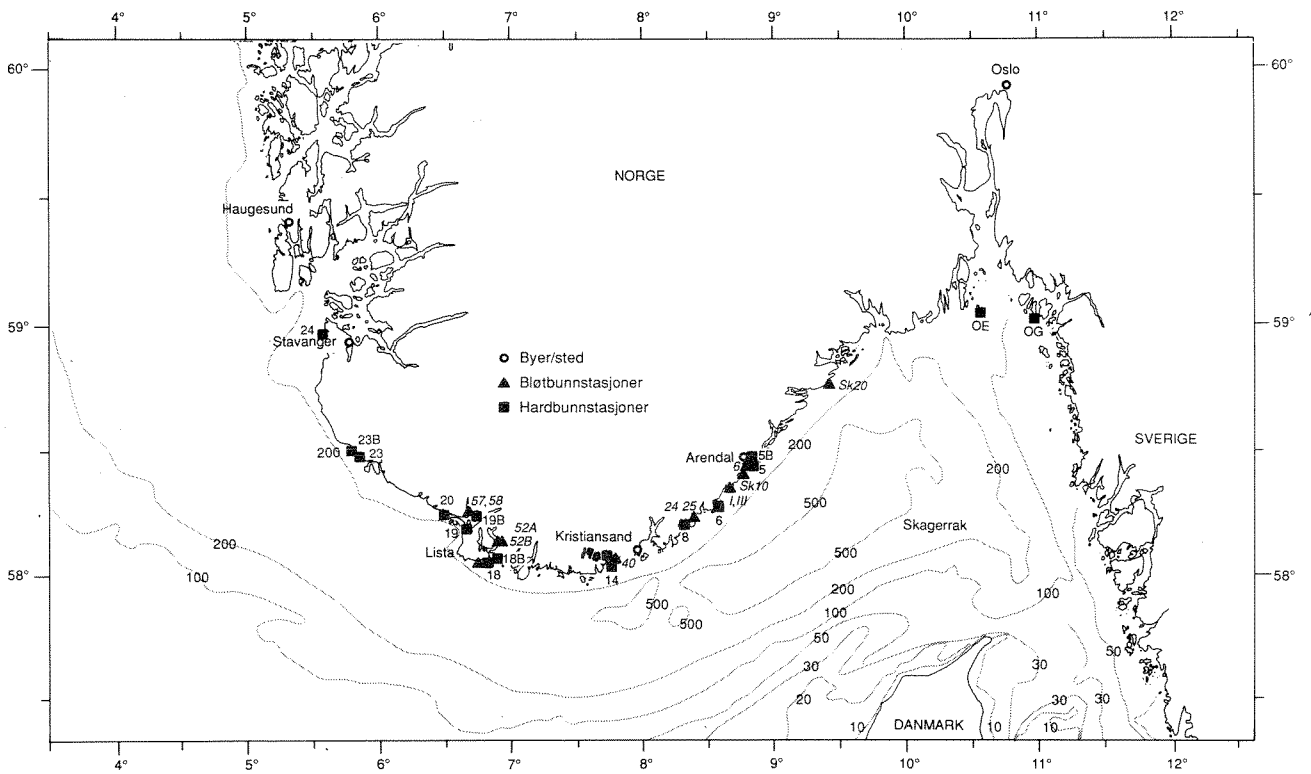 4° 5° 6° 7° 8° 9° 10° 11° 12°
60° 60°
Oslo
NORGE
Haugesund
59° 59°
24
Stavanger
OE
OG
Byer/sted
Bløtbunnstasjoner
Hardbunnstasjoner
Sk20
23B
200
23
200
SVERIGE
Arendal
5B
6
5
200
Sk10
I, III
500
20
57, 58
24 25
6
19B
Skagerrak
19
52A
8
Kristiansand
52B
Lista
500
200
18B
40
58° 58°
18
14
200
100
100
500
100
500
50
50
30
30
20
30
30
10
DANMARK
10
10
4° 5° 6° 7° 8° 9° 10° 11° 12°